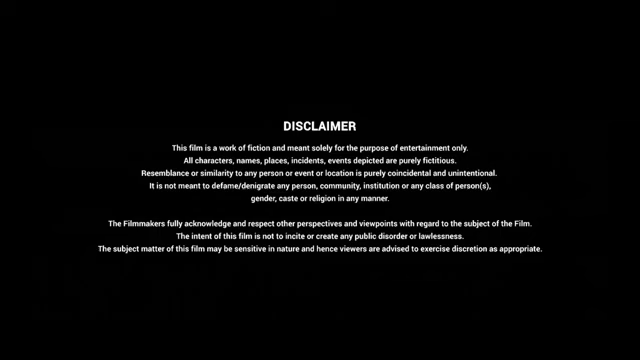 DISCLAIMER
This film is a work of fiction and meant solely for the purpose of entertainment only.
All characters, names, places, incidents, events depicted are purely fictitious.
Resemblance or similarity to any person or event or location is purely coincidental and unintentional.
It is not meant to defame/denigrate any person, community, institution or any class of person(s),
gender, caste or religion in any manner.
The Filmmakers fully acknowledge and respect other perspectives and viewpoints with regard to the subject of the Film.
The intent of this film is not to incite or create any public disorder or lawlessness.
The subject matter of this film may be sensitive in nature and hence viewers are advised to exercise discretion as appropriate.